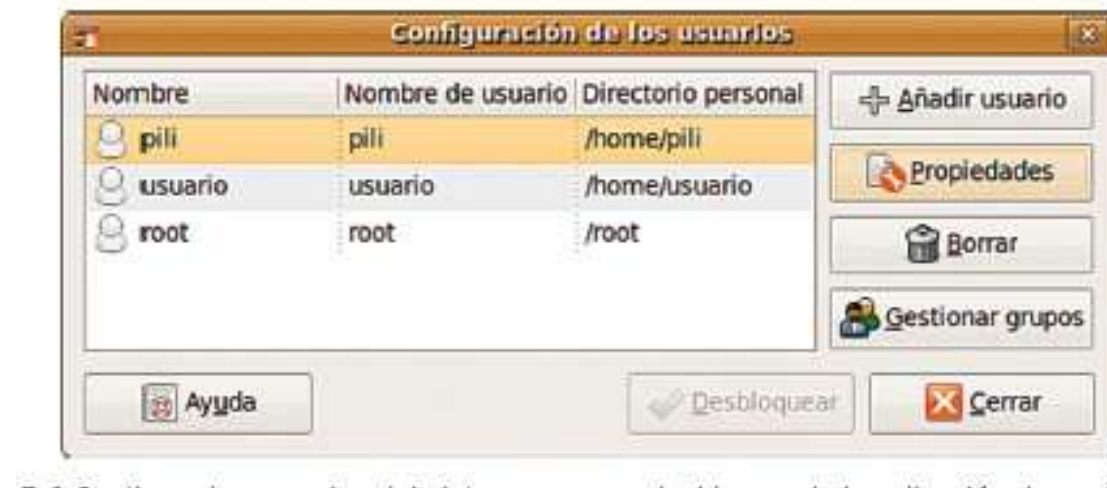 Configuración de los usuarios
Nombre Nombre de usuario Directorio personal
pili pili /home/pili
usuario usuario /home/usuario
root root /root
Añadir usuario
Propiedades
Borrar
Gestionar grupos
Ayuda
Desbloquear
Cerrar